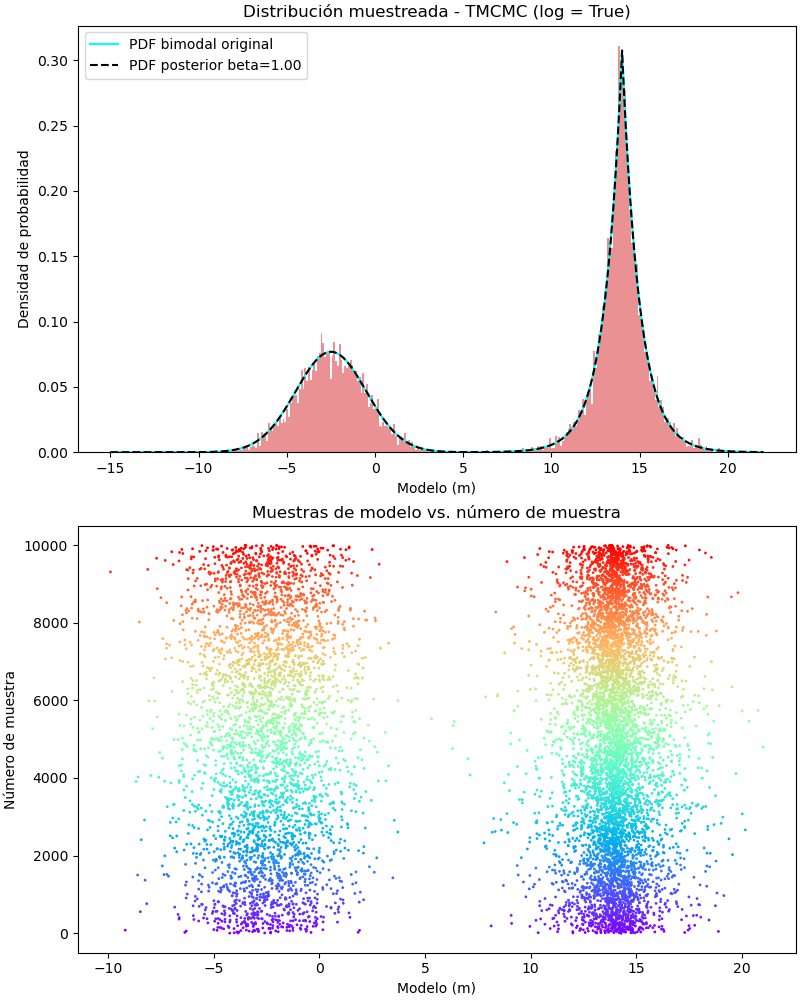 Distribución muestreada - TMCMC (log = True)
PDF bimodal original
PDF posterior beta=1.00
0.30
0.25
0.20
0.15
0.10
0.05
0.00
Densidad de probabilidad
−15 −10 −5 0 5 10 15 20
Modelo (m)
Muestras de modelo vs. número de muestra
10000
8000
6000
4000
2000
0
Número de muestra
−10 −5 0 5 10 15 20
Modelo (m)